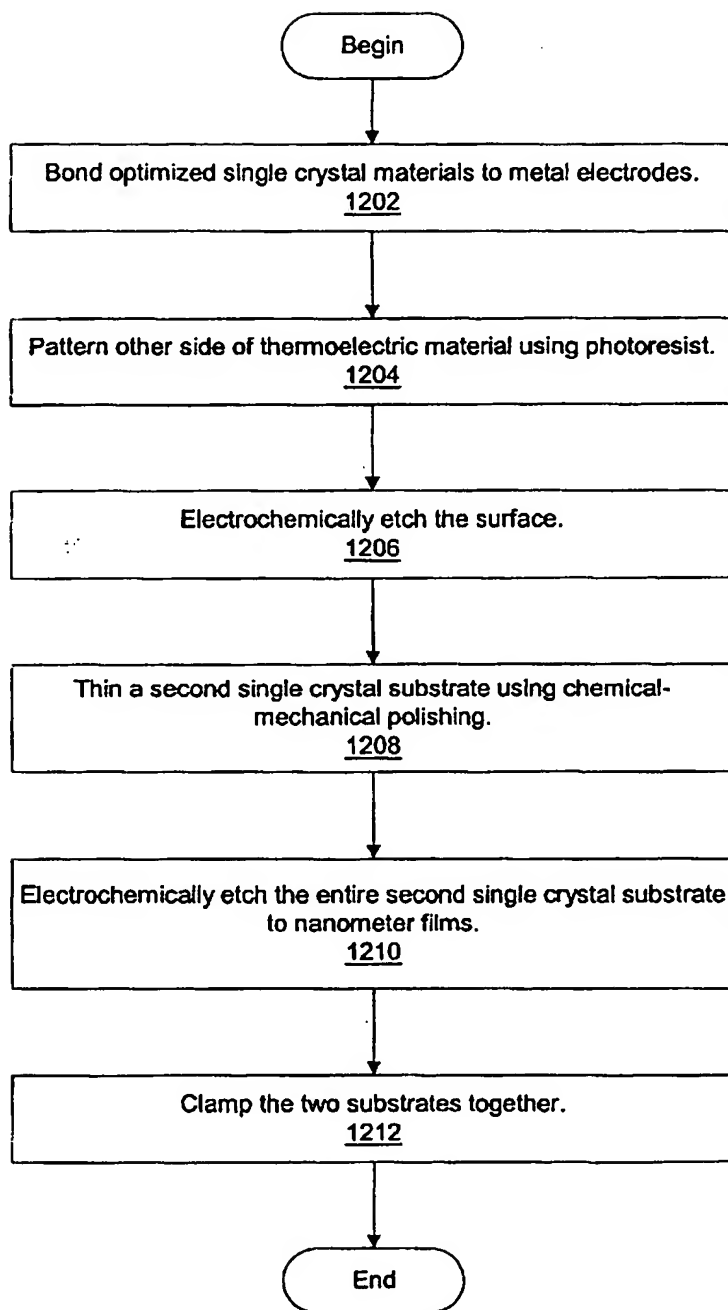 Begin
Bond optimized single crystal materials to metal electrodes.
1202
Pattern other side of thermoelectric material using photoresist.
1204
Electrochemically etch the surface.
1206
Thin a second single crystal substrate using chemical-
mechanical polishing.
1208
Electrochemically etch the entire second single crystal substrate
to nanometer films.
1210
Clamp the two substrates together.
1212
End